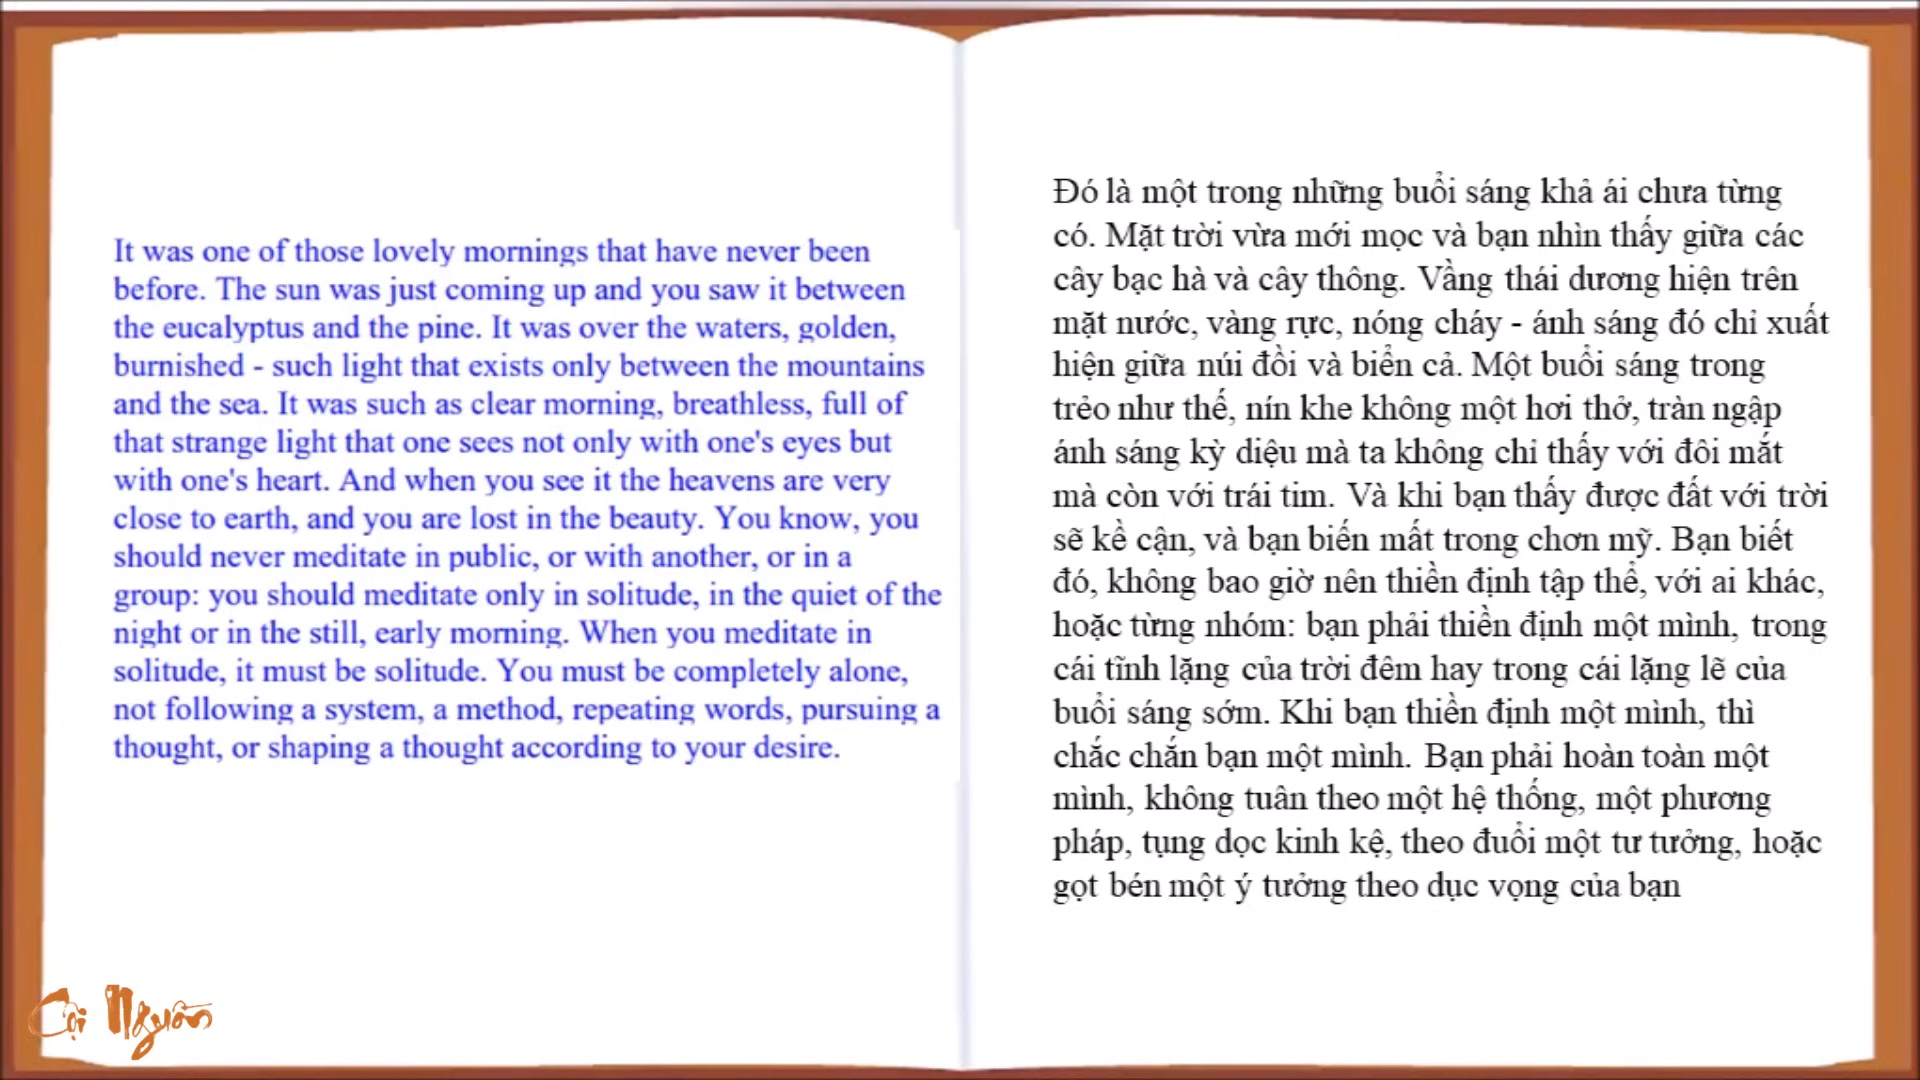 It was one of those lovely mornings that have never been
before. The sun was just coming up and you saw it between
the eucalyptus and the pine. It was over the waters, golden,
burnished - such light that exists only between the mountains
and the sea. It was such as clear morning, breathless, full of
that strange light that one sees not only with one's eyes but
with one's heart. And when you see it the heavens are very
close to earth, and you are lost in the beauty. You know, you
should never meditate in public, or with another, or in a
group: you should meditate only in solitude, in the quiet of the
night or in the still, early morning. When you meditate in
solitude, it must be solitude. You must be completely alone,
not following a system, a method, repeating words, pursuing a
thought, or shaping a thought according to your desire.
Đó là một trong những buổi sáng khả ái chưa từng
có. Mặt trời vừa mới mọc và bạn nhìn thấy giữa các
cây bạc hà và cây thông. Vầng thái dương hiện trên
mặt nước, vàng rực, nóng cháy - ánh sáng đó chỉ xuất
hiện giữa núi đồi và biển cả. Một buổi sáng trong
trẻo như thế, nín khe không một hơi thở, tràn ngập
ánh sáng kỳ diệu mà ta không chỉ thấy với đôi mắt
mà còn với trái tim. Và khi bạn thấy được đất với trời
sẽ kề cận, và bạn biến mất trong chơn mỹ. Bạn biết
đó, không bao giờ nên thiền định tập thể, với ai khác,
hoặc từng nhóm: bạn phải thiền định một mình, trong
cái tĩnh lặng của trời đêm hay trong cái lặng lẽ của
buổi sáng sớm. Khi bạn thiền định một mình, thì
chắc chắn bạn một mình. Bạn phải hoàn toàn một
mình, không tuân theo một hệ thống, một phương
pháp, tụng dọc kinh kệ, theo đuổi một tư tưởng, hoặc
gọt bén một ý tưởng theo dục vọng của bạn
Cội Nguồn